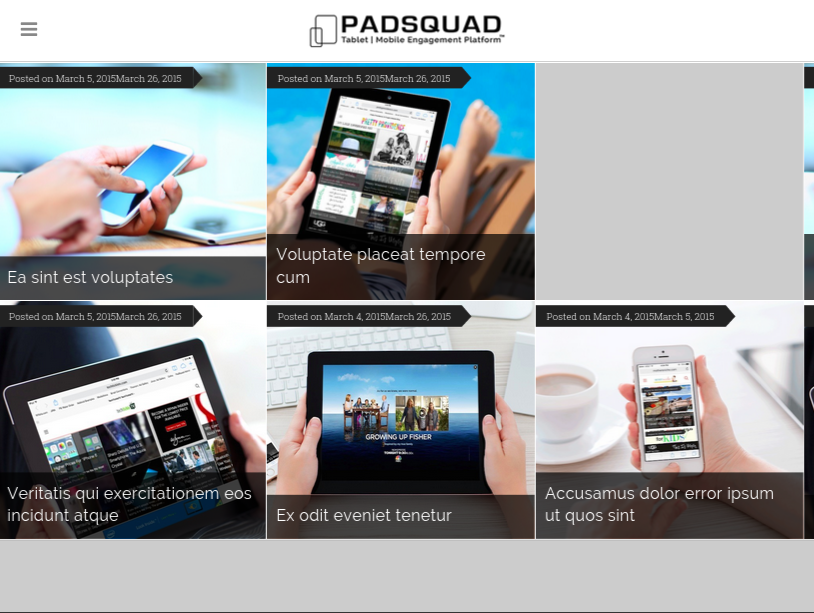 PADSQUAD™
Tablet | Mobile Engagement Platform™
Posted on March 5, 2015March 26, 2015
Ea sint est voluptates
Posted on March 5, 2015March 26, 2015
Voluptate placeat tempore
cum
Posted on March 5, 2015March 26, 2015
Veritatis qui exercitationem eos
incidunt atque
Posted on March 4, 2015March 26, 2015
GROWING UP FISHER
Ex odit eveniet tenetur
Posted on March 4, 2015March 5, 2015
KIDS
Accusamus dolor error ipsum
ut quos sint